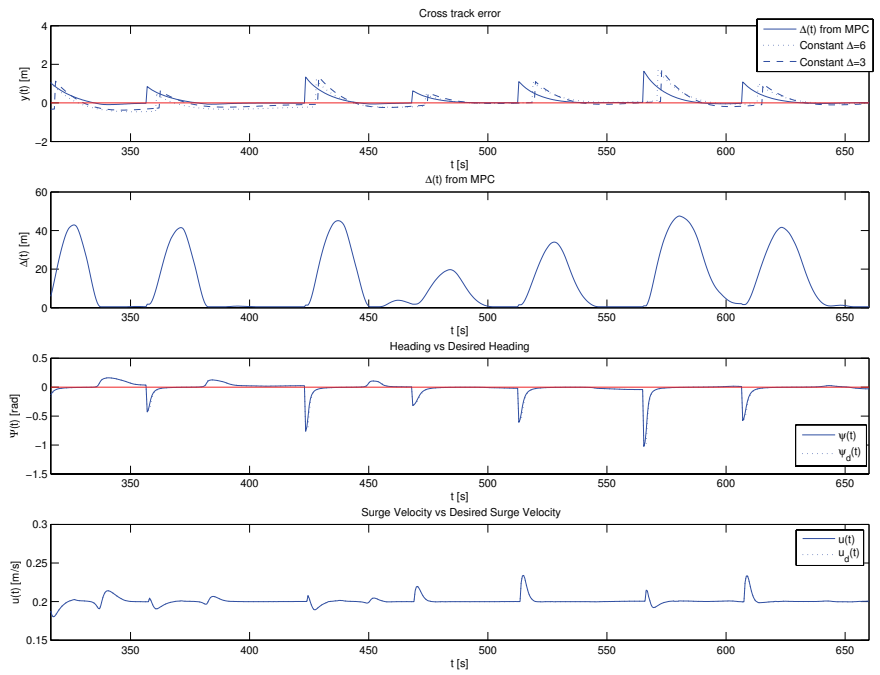 Cross track error
4
2
0
−2
y(t) [m]
Δ(t) from MPC
Constant Δ=6
Constant Δ=3
350 400 450 500 550 600 650
t [s]
Δ(t) from MPC
60
40
20
0
Δ(t) [m]
350 400 450 500 550 600 650
t [s]
Heading vs Desired Heading
0.5
0
−0.5
−1
−1.5
Ψ(t) [rad]
ψ(t)
ψd(t)
350 400 450 500 550 600 650
t [s]
Surge Velocity vs Desired Surge Velocity
0.3
0.25
0.2
0.15
u(t) [m/s]
u(t)
ud(t)
350 400 450 500 550 600 650
t [s]